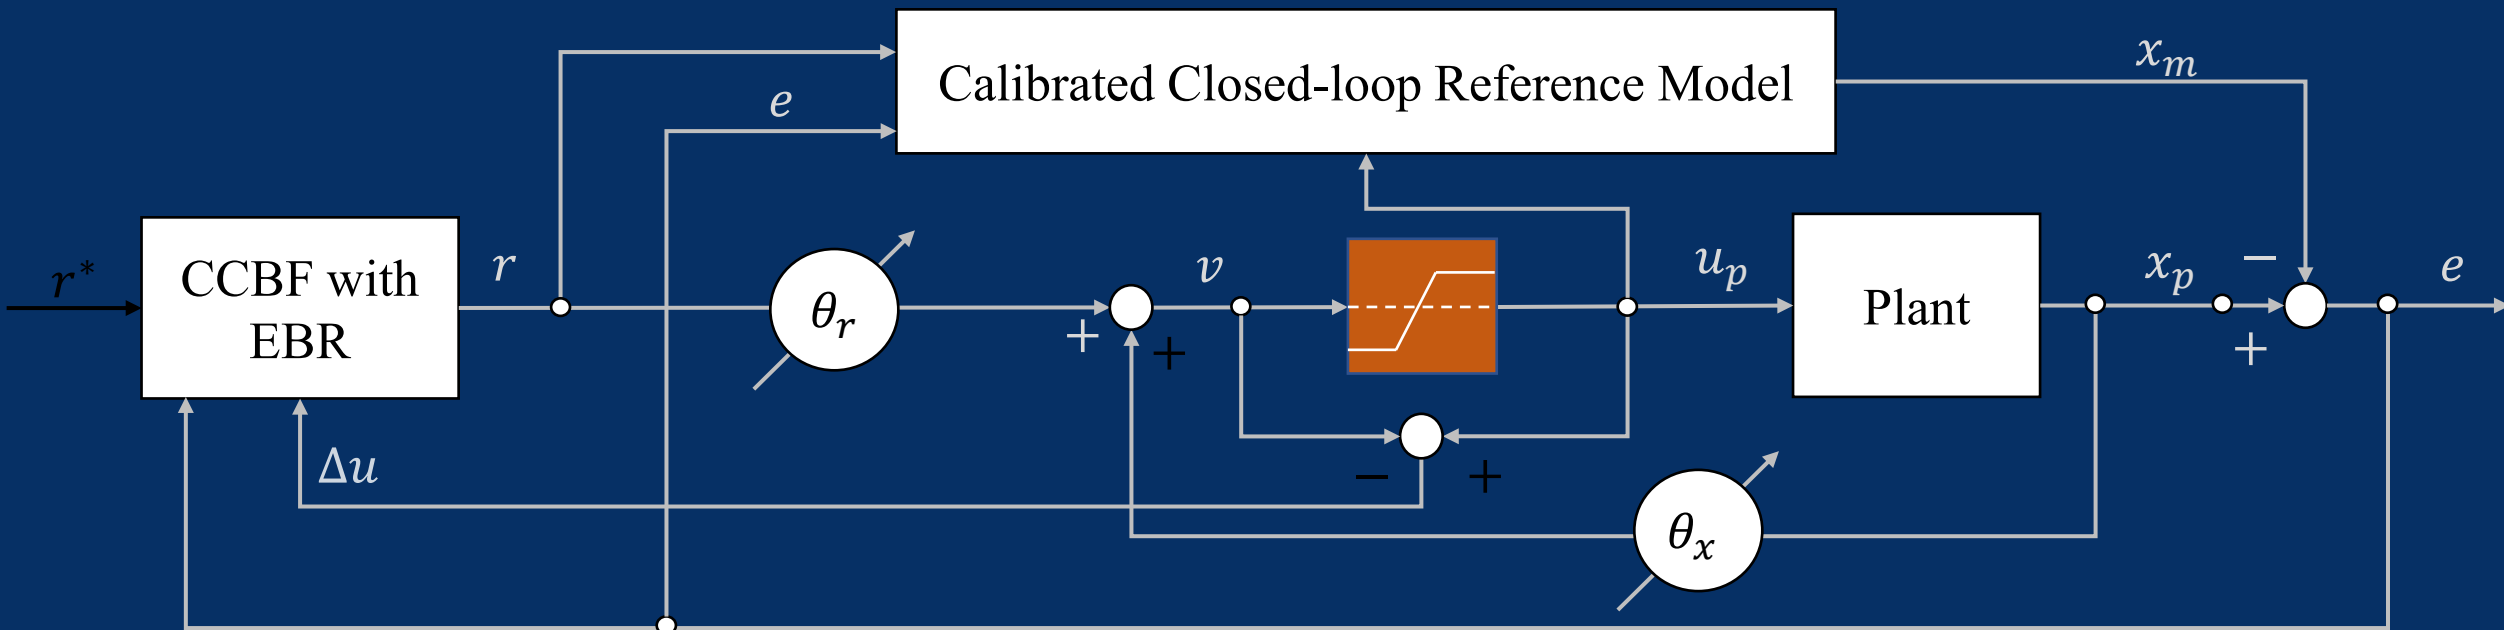 Calibrated Closed-loop Reference Model
x_m
e
r*
CCBF with
EBR
r
θ_r
+
+
v
u_p
Plant
x_p
−
+
e
Δu
−
+
θ_x